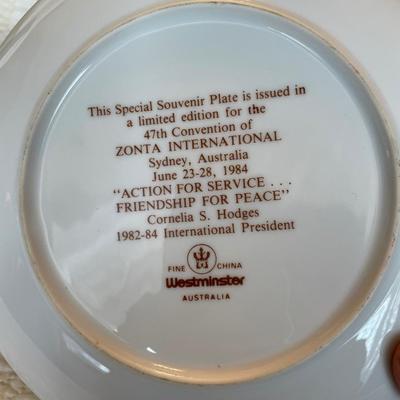 This Special Souvenir Plate is issued in
a limited edition for the
47th Convention of
ZONTA INTERNATIONAL
Sydney, Australia
June 23-28, 1984
"ACTION FOR SERVICE . . .
FRIENDSHIP FOR PEACE"
Cornelia S. Hodges
1982-84 International President
FINE CHINA
Westminster
AUSTRALIA